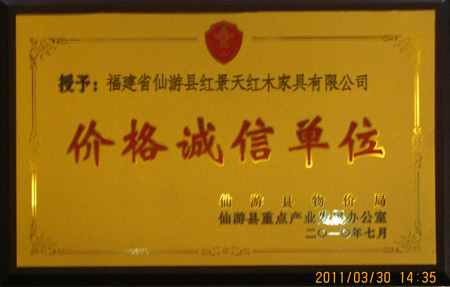 授予：福建省仙游县红景天红木家具有限公司
价格诚信单位
仙游县物价局
仙游县重点产业发展办公室
二〇一〇年七月
2011/03/30 14:35